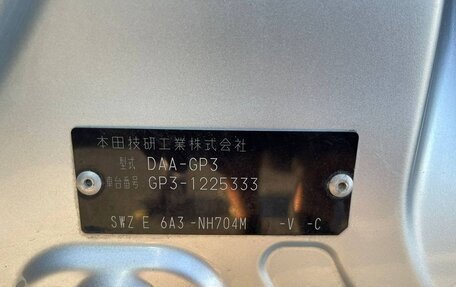 本田技研工業株式会社
型式 DAA-GP3
車台番号 GP3-1225333
SWZ E 6A3 -NH704M -V -C